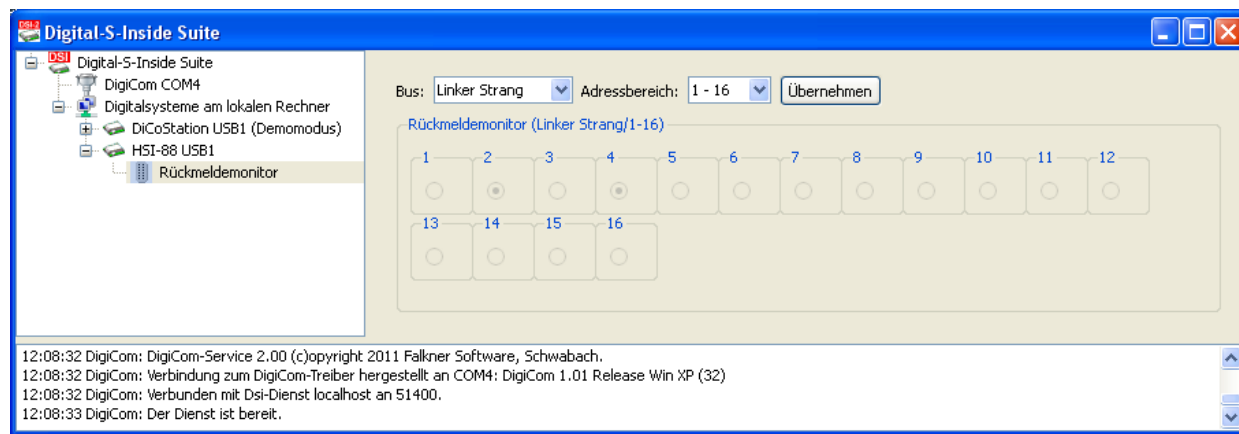 DSI-2 Digital-S-Inside Suite
DSI Digital-S-Inside Suite
DigiCom COM4
Digitalsysteme am lokalen Rechner
DiCoStation USB1 (Demomodus)
HSI-88 USB1
Rückmeldemonitor
Bus: Linker Strang Adressbereich: 1 - 16 Übernehmen
Rückmeldemonitor (Linker Strang/1-16)
1 2 3 4 5 6 7 8 9 10 11 12
13 14 15 16
12:08:32 DigiCom: DigiCom-Service 2.00 (c)opyright 2011 Falkner Software, Schwabach.
12:08:32 DigiCom: Verbindung zum DigiCom-Treiber hergestellt an COM4: DigiCom 1.01 Release Win XP (32)
12:08:32 DigiCom: Verbunden mit Dsi-Dienst localhost an 51400.
12:08:33 DigiCom: Der Dienst ist bereit.